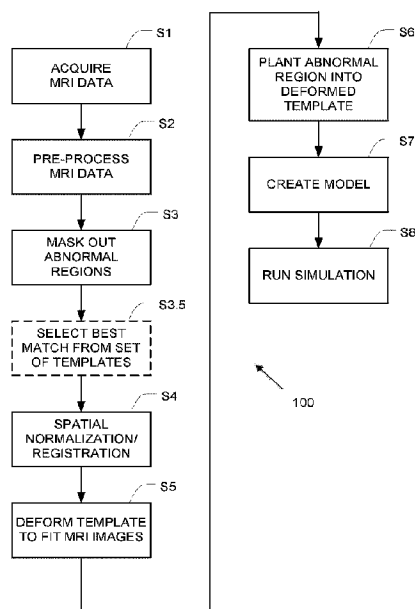 S1
ACQUIRE
MRI DATA
S2
PRE-PROCESS
MRI DATA
S3
MASK OUT
ABNORMAL
REGIONS
S3.5
SELECT BEST
MATCH FROM SET
OF TEMPLATES
S4
SPATIAL
NORMALIZATION/
REGISTRATION
S5
DEFORM TEMPLATE
TO FIT MRI IMAGES
S6
PLANT ABNORMAL
REGION INTO
DEFORMED
TEMPLATE
S7
CREATE MODEL
S8
RUN SIMULATION
100